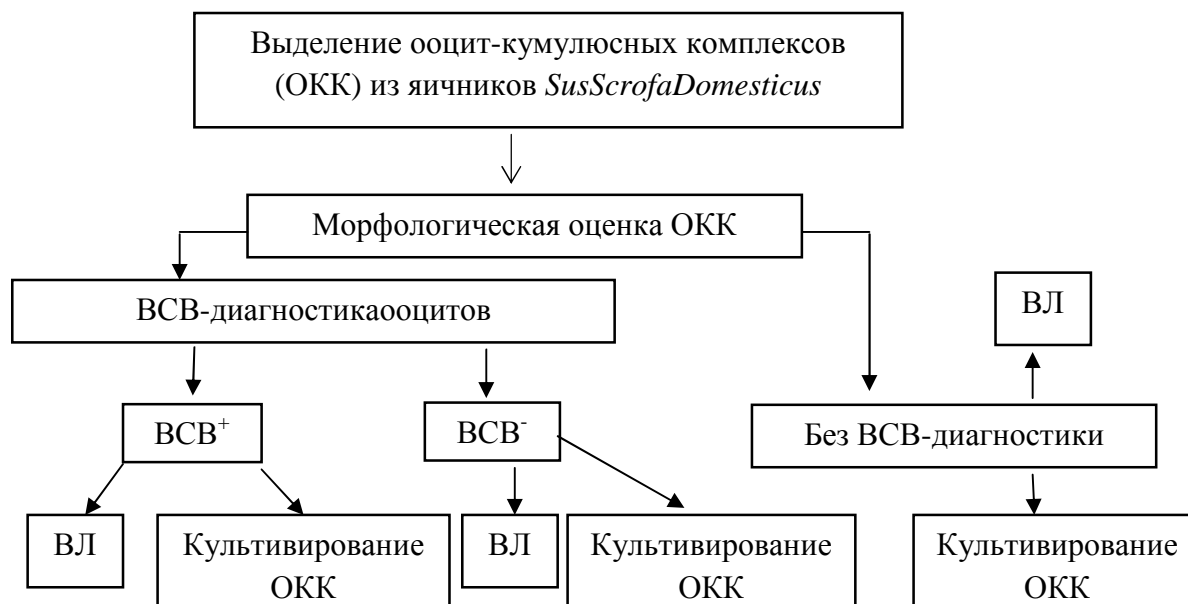 Выделение ооцит-кумулюсных комплексов
(ОКК) из яичников SusScrofaDomesticus
Морфологическая оценка ОКК
ВСВ-диагностикаооцитов
ВЛ
ВСВ⁺
ВСВ⁻
Без ВСВ-диагностики
ВЛ
Культивирование
ОКК
ВЛ
Культивирование
ОКК
Культивирование
ОКК